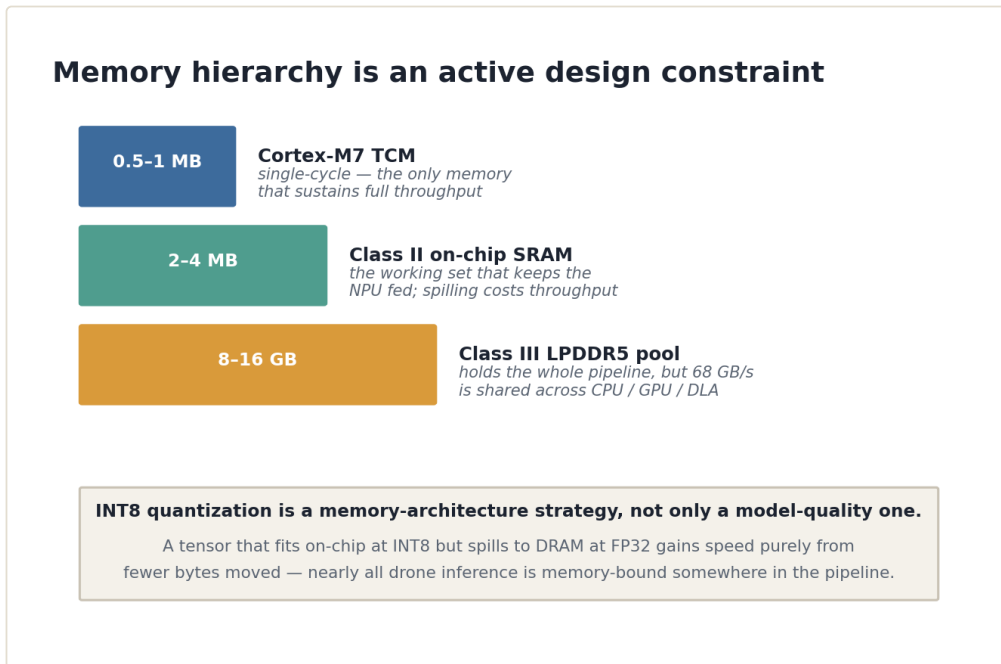 Memory hierarchy is an active design constraint
0.5–1 MB
Cortex-M7 TCM
single-cycle — the only memory
that sustains full throughput
2–4 MB
Class II on-chip SRAM
the working set that keeps the
NPU fed; spilling costs throughput
8–16 GB
Class III LPDDR5 pool
holds the whole pipeline, but 68 GB/s
is shared across CPU / GPU / DLA
INT8 quantization is a memory-architecture strategy, not only a model-quality one.
A tensor that fits on-chip at INT8 but spills to DRAM at FP32 gains speed purely from
fewer bytes moved — nearly all drone inference is memory-bound somewhere in the pipeline.